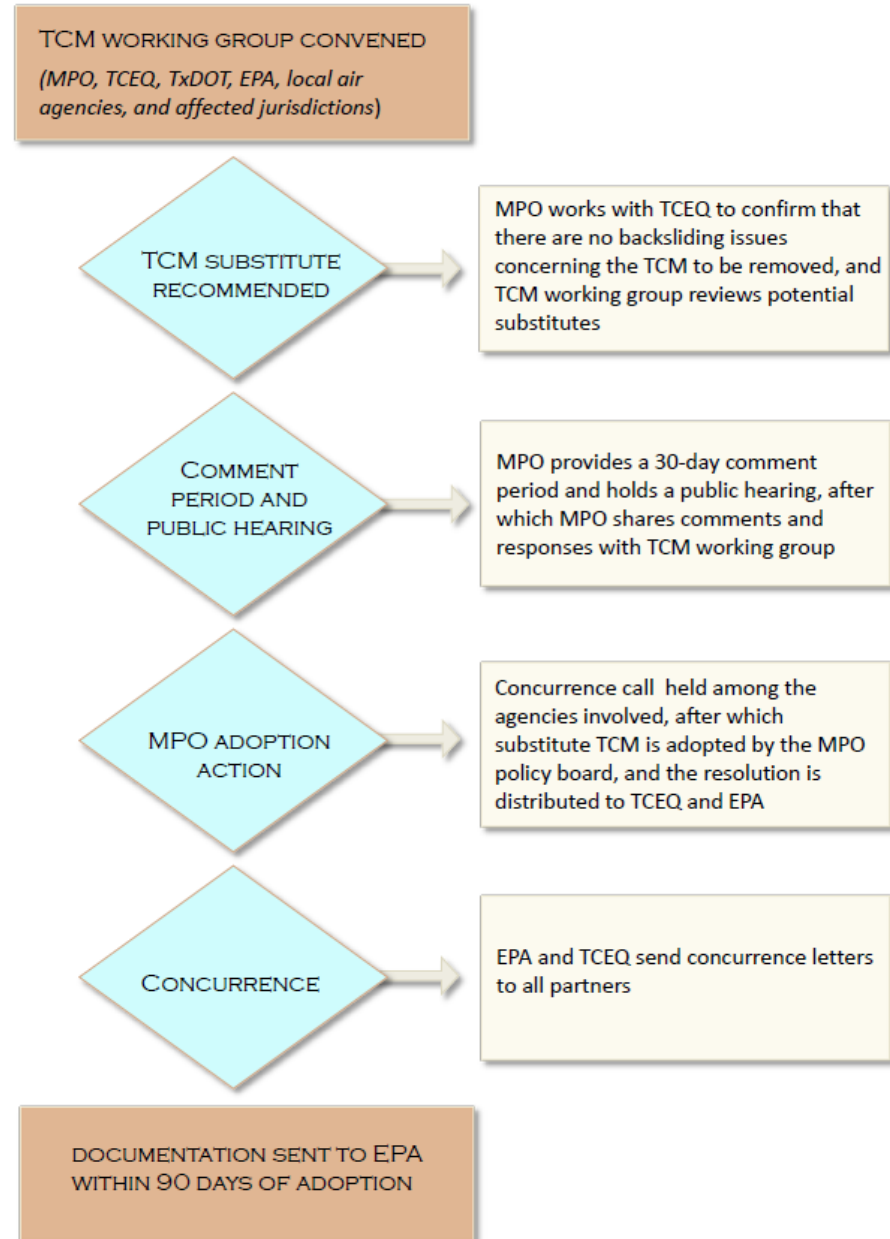 TCM WORKING GROUP CONVENED
(MPO, TCEQ, TxDOT, EPA, local air
agencies, and affected jurisdictions)
TCM SUBSTITUTE
RECOMMENDED
MPO works with TCEQ to confirm that
there are no backsliding issues
concerning the TCM to be removed, and
TCM working group reviews potential
substitutes
COMMENT
PERIOD AND
PUBLIC HEARING
MPO provides a 30-day comment
period and holds a public hearing, after
which MPO shares comments and
responses with TCM working group
MPO ADOPTION
ACTION
Concurrence call held among the
agencies involved, after which
substitute TCM is adopted by the MPO
policy board, and the resolution is
distributed to TCEQ and EPA
CONCURRENCE
EPA and TCEQ send concurrence letters
to all partners
DOCUMENTATION SENT TO EPA
WITHIN 90 DAYS OF ADOPTION